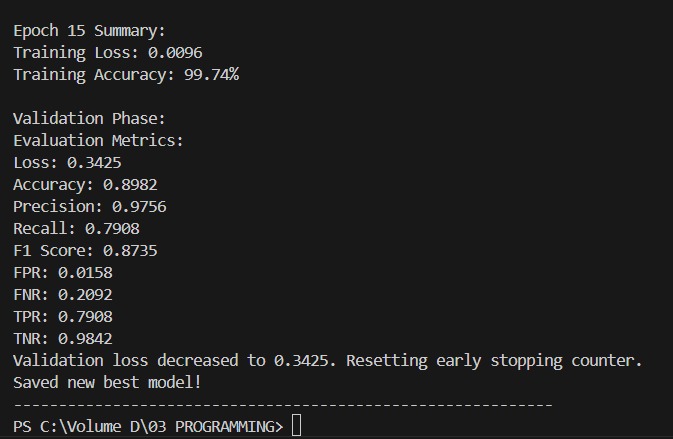 Epoch 15 Summary:
Training Loss: 0.0096
Training Accuracy: 99.74%
Validation Phase:
Evaluation Metrics:
Loss: 0.3425
Accuracy: 0.8982
Precision: 0.9756
Recall: 0.7908
F1 Score: 0.8735
FPR: 0.0158
FNR: 0.2092
TPR: 0.7908
TNR: 0.9842
Validation loss decreased to 0.3425. Resetting early stopping counter.
Saved new best model!
------------------------------------------------------------
PS C:\Volume D\03 PROGRAMMING>